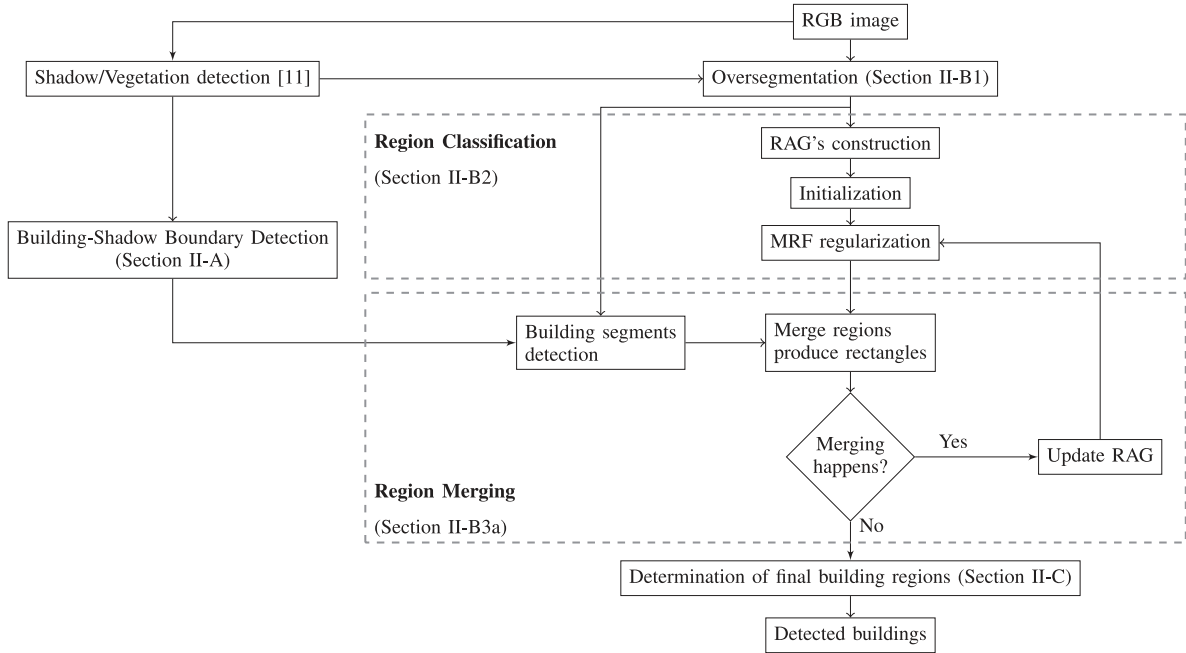 RGB image
Shadow/Vegetation detection [11]
Oversegmentation (Section II-B1)
Region Classification
(Section II-B2)
RAG's construction
Initialization
MRF regularization
Building-Shadow Boundary Detection
(Section II-A)
Building segments
detection
Merge regions
produce rectangles
Merging
happens?
Yes
Update RAG
Region Merging
(Section II-B3a)
No
Determination of final building regions (Section II-C)
Detected buildings